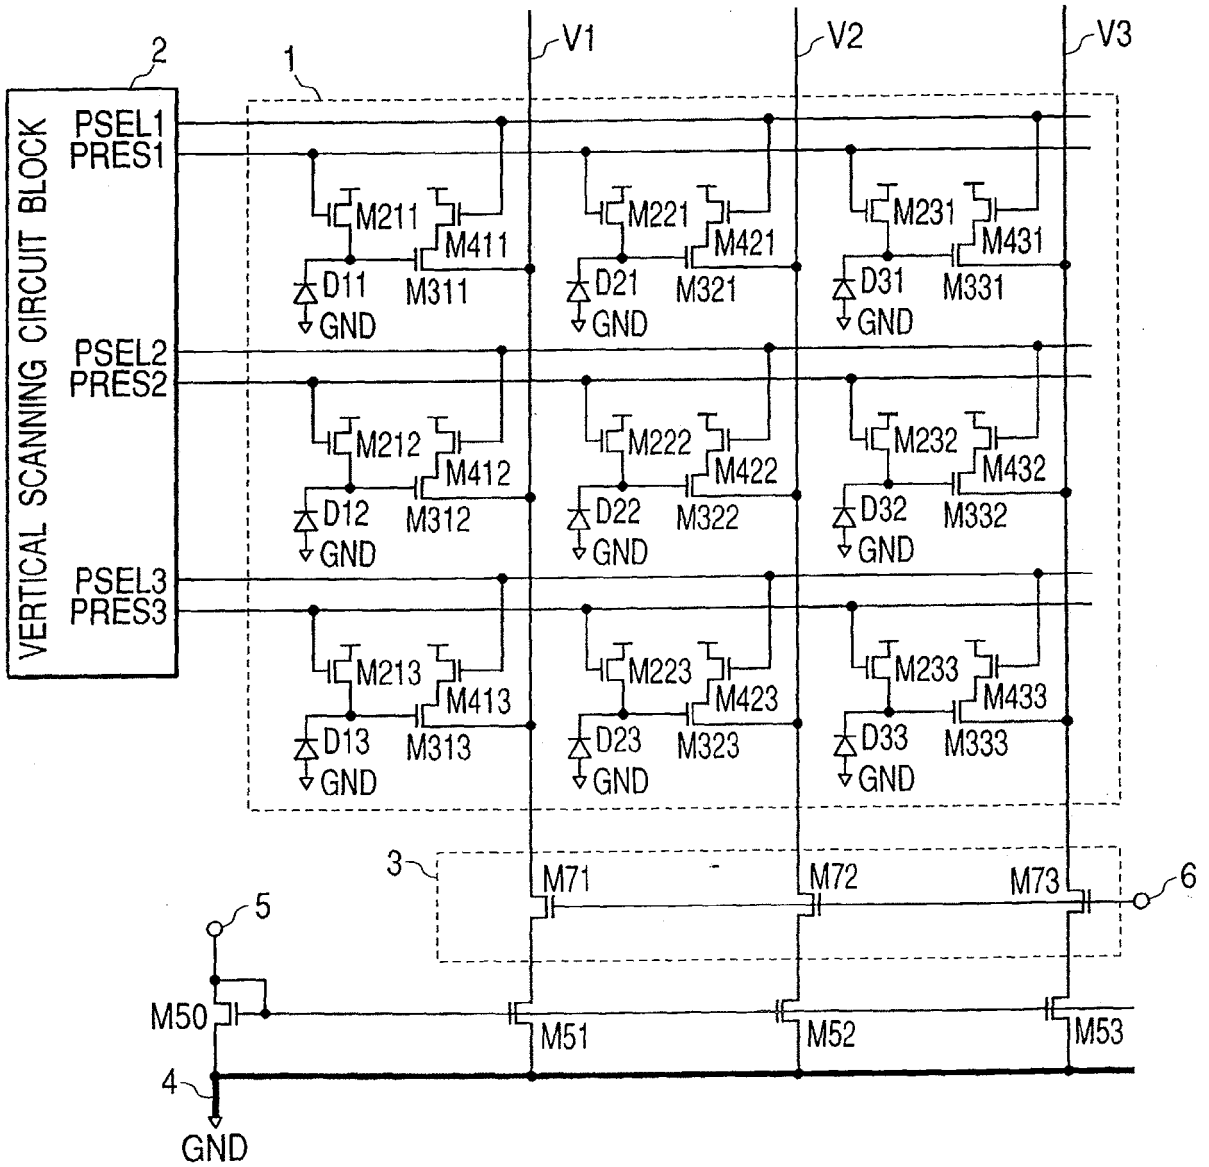 V1
V2
V3
2
1
VERTICAL SCANNING CIRCUIT BLOCK
PSEL1
PRES1
M211
M411
M221
M421
M231
M431
D11
M311
D21
M321
D31
M331
GND
GND
GND
PSEL2
PRES2
M212
M412
M222
M422
M232
M432
D12
M312
D22
M322
D32
M332
GND
GND
GND
PSEL3
PRES3
M213
M413
M223
M423
M233
M433
D13
M313
D23
M323
D33
M333
GND
GND
GND
3
M71
M72
M73
6
5
M50
M51
M52
M53
4
GND